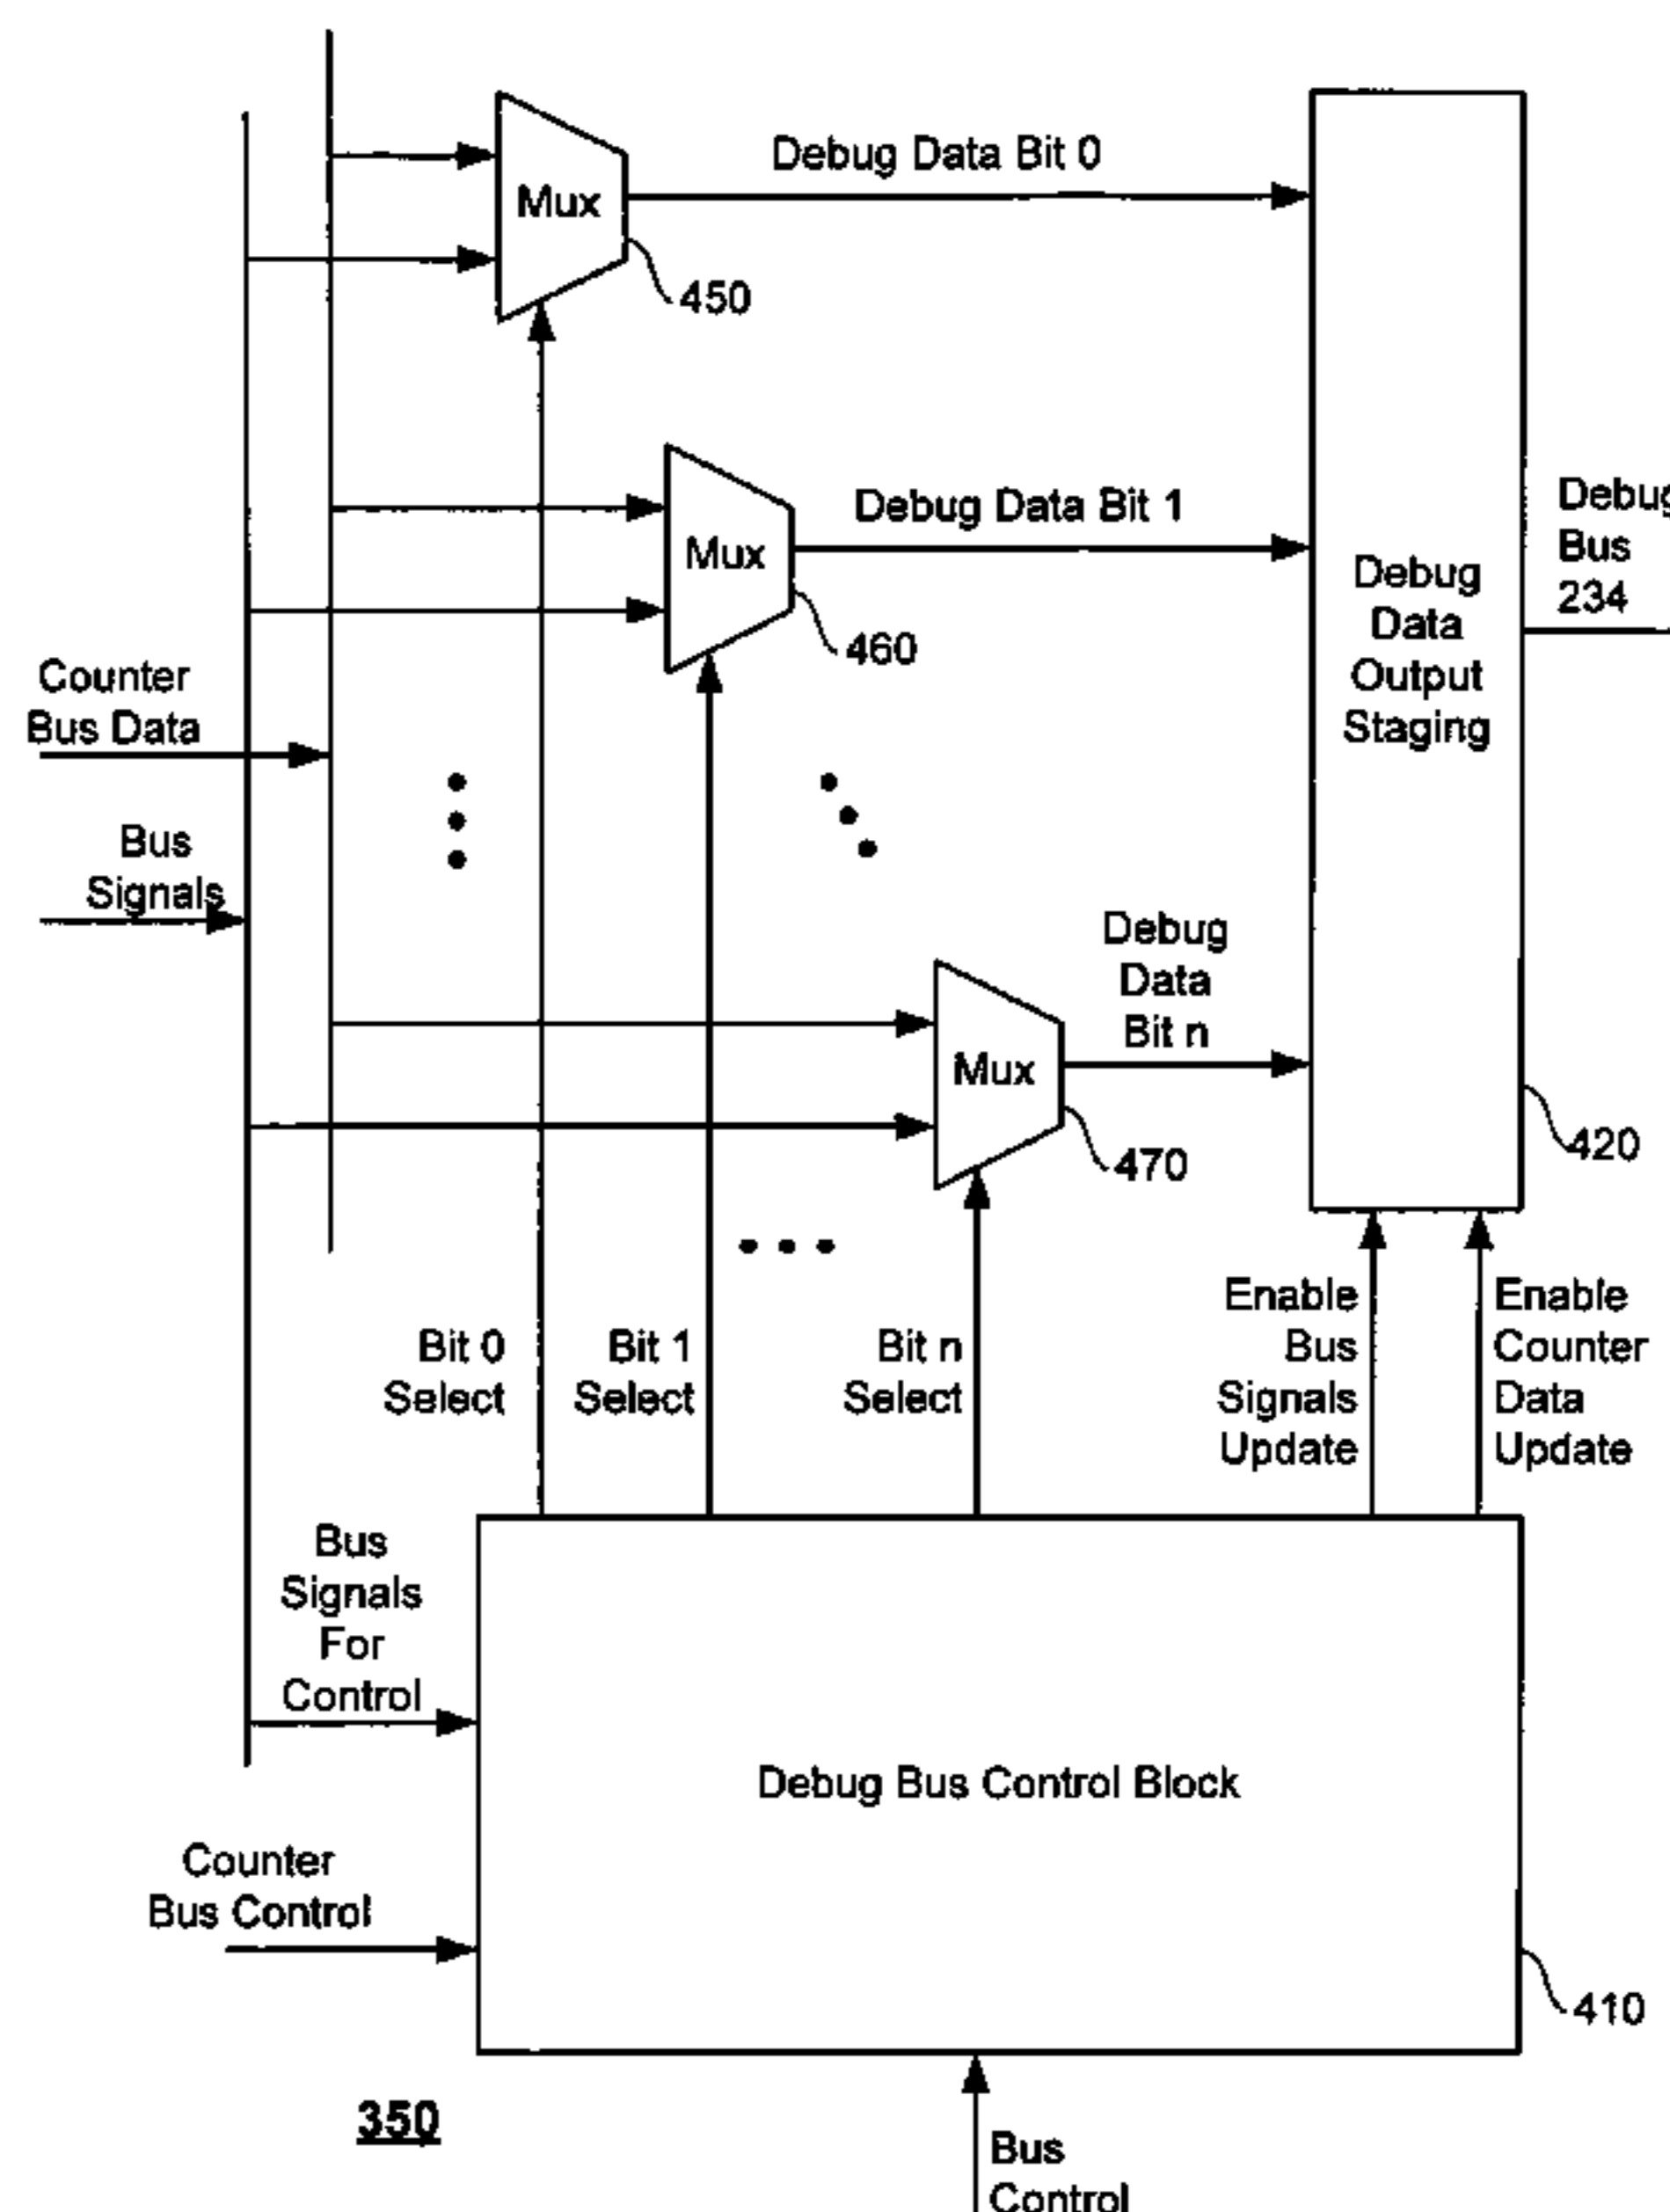 Debug Data Bit 0
Mux
450
Debug Data Bit 1
Mux
460
Debug
Bus
234
Debug
Data
Output
Staging
Counter
Bus Data
Bus
Signals
Debug
Data
Bit n
Mux
470
420
Bit 0
Select
Bit 1
Select
Bit n
Select
Enable
Bus
Signals
Update
Enable
Counter
Data
Update
Bus
Signals
For
Control
Debug Bus Control Block
Counter
Bus Control
410
350
Bus
Control